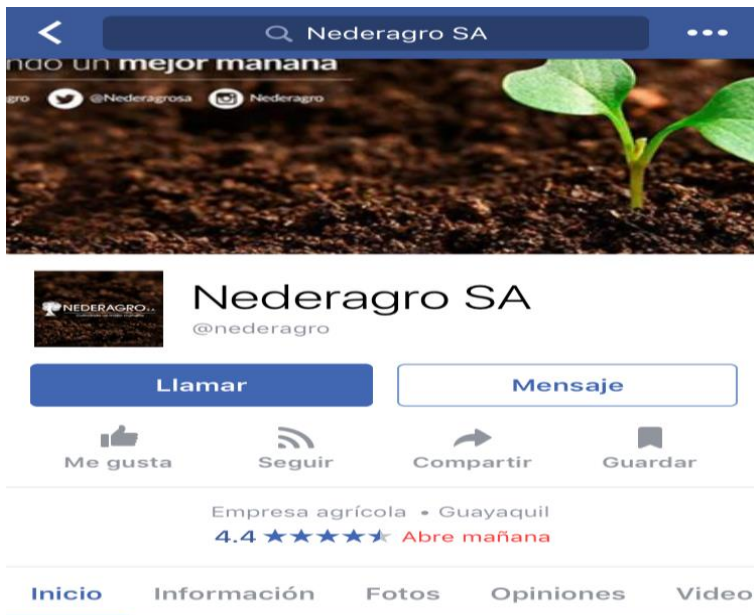 Nederagro SA
ndo un mejor mañana
gro @Nederagrosa Nederagro
NEDERAGRO..
Nederagro SA
@nederagro
Llamar Mensaje
Me gusta Seguir Compartir Guardar
Empresa agrícola • Guayaquil
4.4 Abre mañana
Inicio Información Fotos Opiniones Video